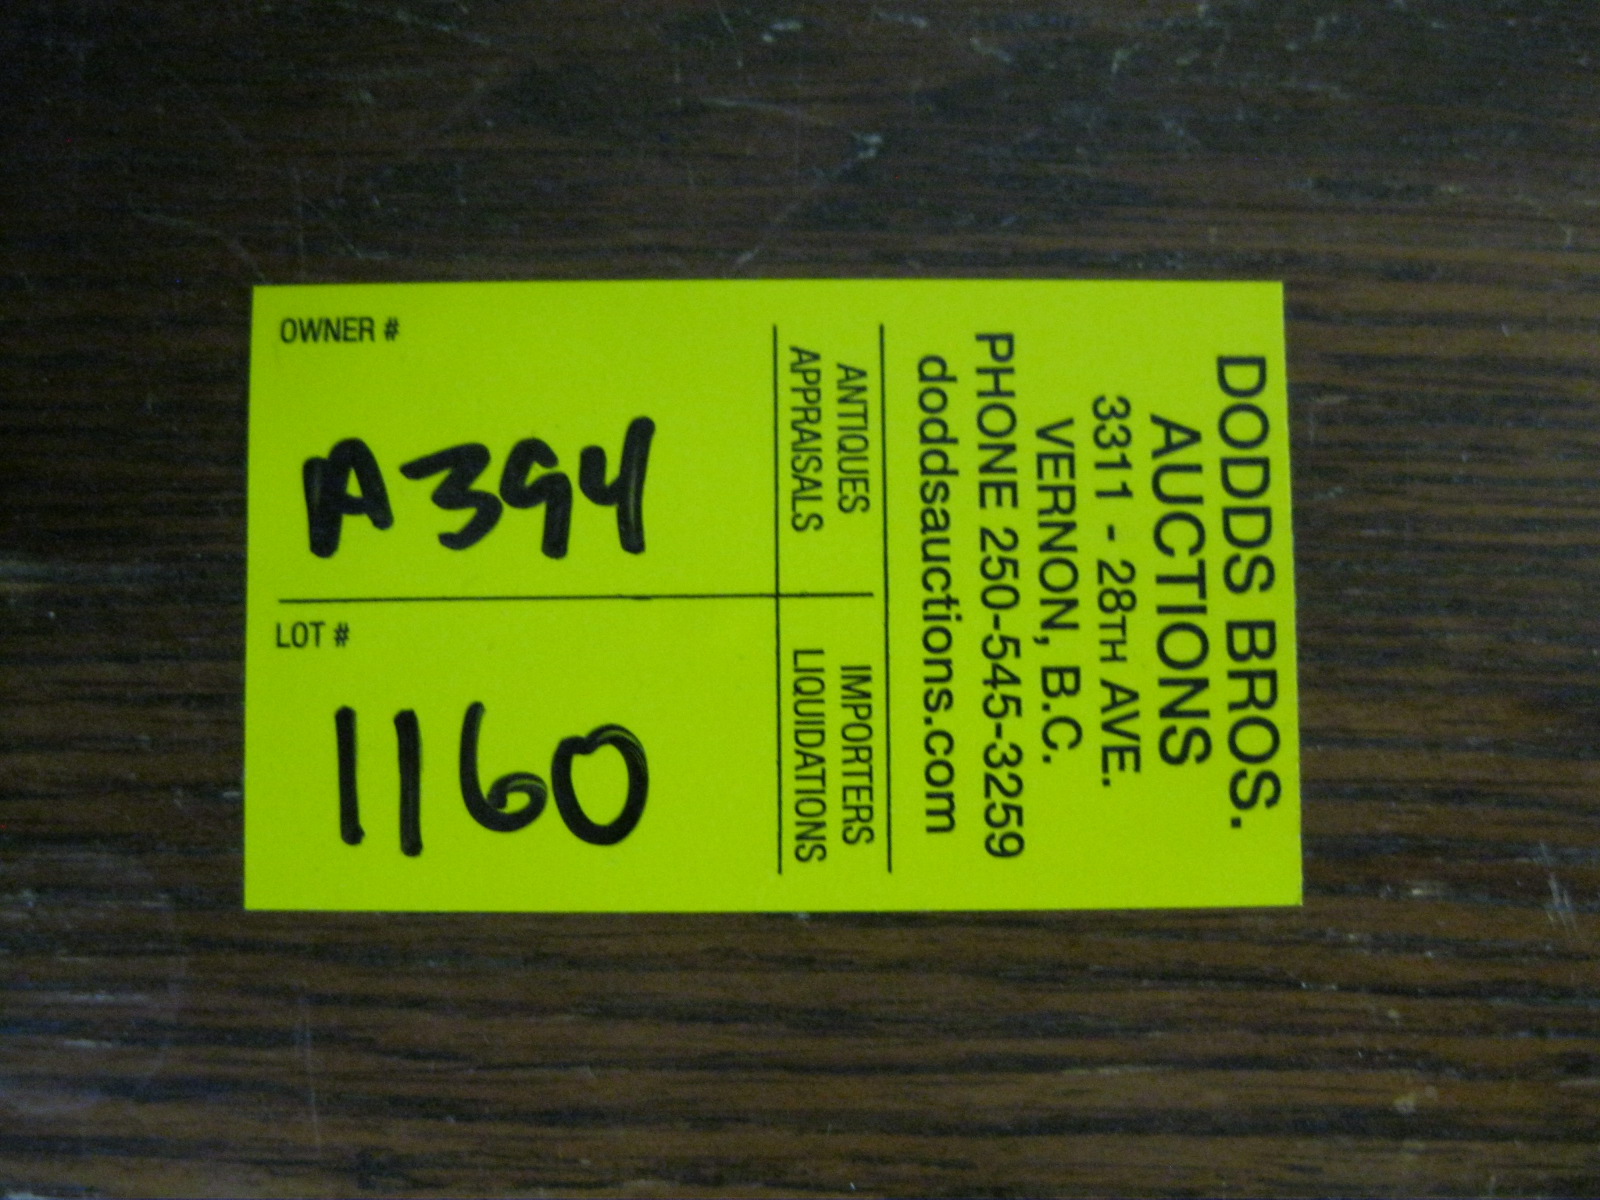 OWNER #
A394
LOT #
1160
DODDS BROS.
AUCTIONS
3311 - 28TH AVE.
VERNON, B.C.
PHONE 250-545-3259
doddsauctions.com
ANTIQUES
APPRAISALS
IMPORTERS
LIQUIDATIONS